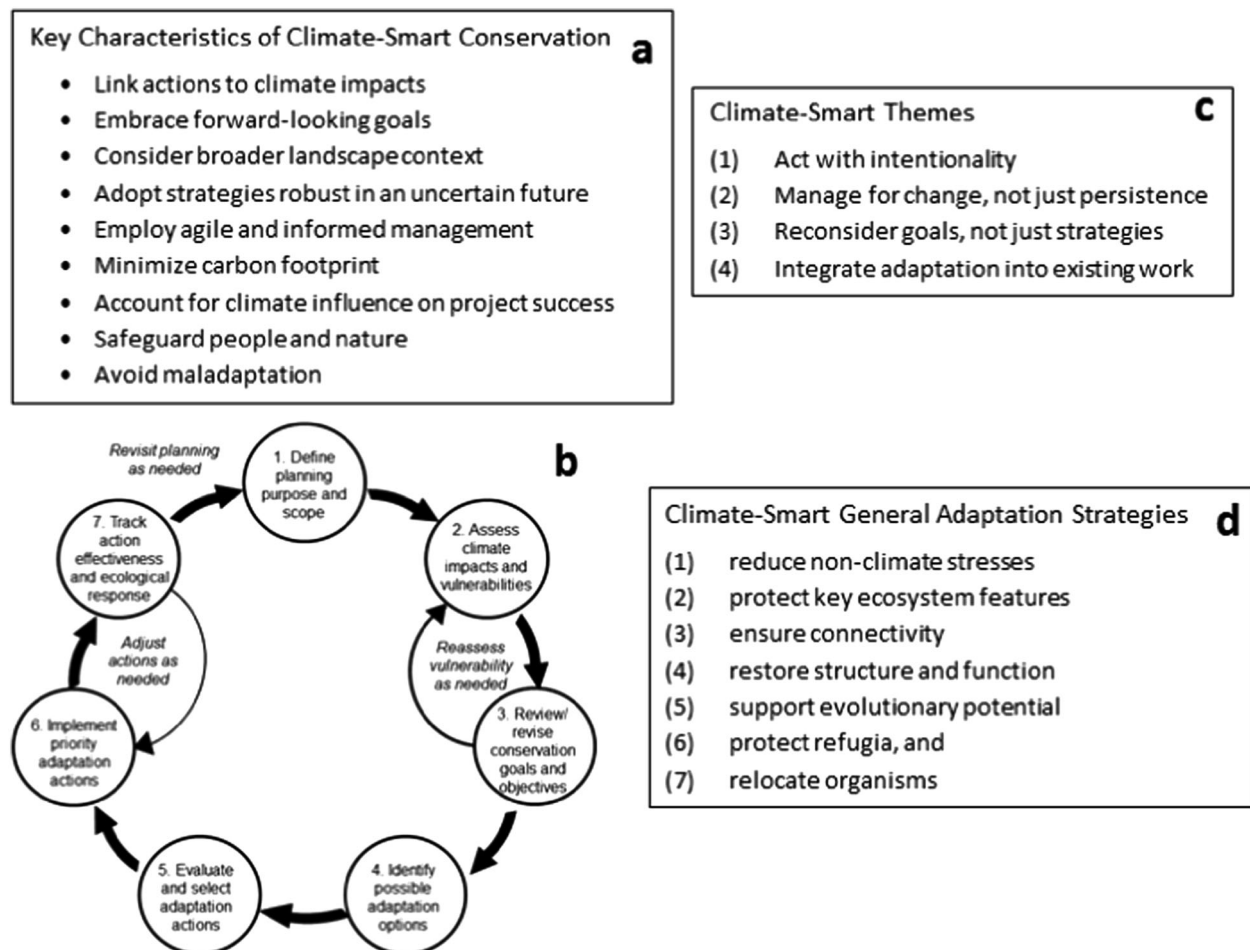 Key Characteristics of Climate-Smart Conservation
a
• Link actions to climate impacts
• Embrace forward-looking goals
• Consider broader landscape context
• Adopt strategies robust in an uncertain future
• Employ agile and informed management
• Minimize carbon footprint
• Account for climate influence on project success
• Safeguard people and nature
• Avoid maladaptation
Climate-Smart Themes
c
(1) Act with intentionality
(2) Manage for change, not just persistence
(3) Reconsider goals, not just strategies
(4) Integrate adaptation into existing work
b
Revisit planning
as needed
1. Define
planning
purpose and
scope
2. Assess
climate
impacts and
vulnerabilities
Reassess
vulnerability
as needed
3. Review/
revise
conservation
goals and
objectives
4. Identify
possible
adaptation
options
5. Evaluate
and select
adaptation
actions
6. Implement
priority
adaptation
actions
Adjust
actions as
needed
7. Track
action
effectiveness
and ecological
response
Climate-Smart General Adaptation Strategies
d
(1) reduce non-climate stresses
(2) protect key ecosystem features
(3) ensure connectivity
(4) restore structure and function
(5) support evolutionary potential
(6) protect refugia, and
(7) relocate organisms